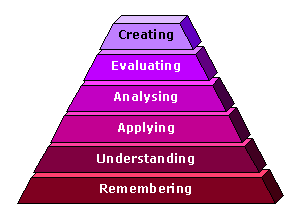 Creating
Evaluating
Analysing
Applying
Understanding
Remembering